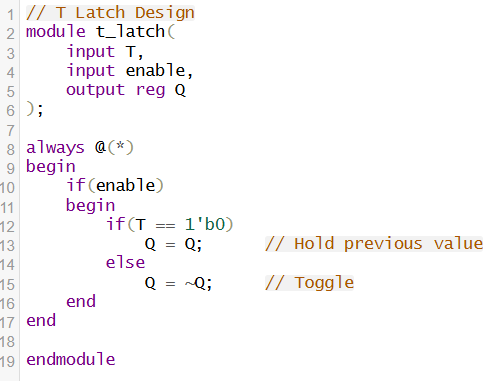 1 // T Latch Design
2 module t_latch(
3     input T,
4     input enable,
5     output reg Q
6 );
7
8 always @(*)
9 begin
10     if(enable)
11     begin
12         if(T == 1'b0)
13             Q = Q;       // Hold previous value
14         else
15             Q = ~Q;      // Toggle
16     end
17 end
18
19 endmodule